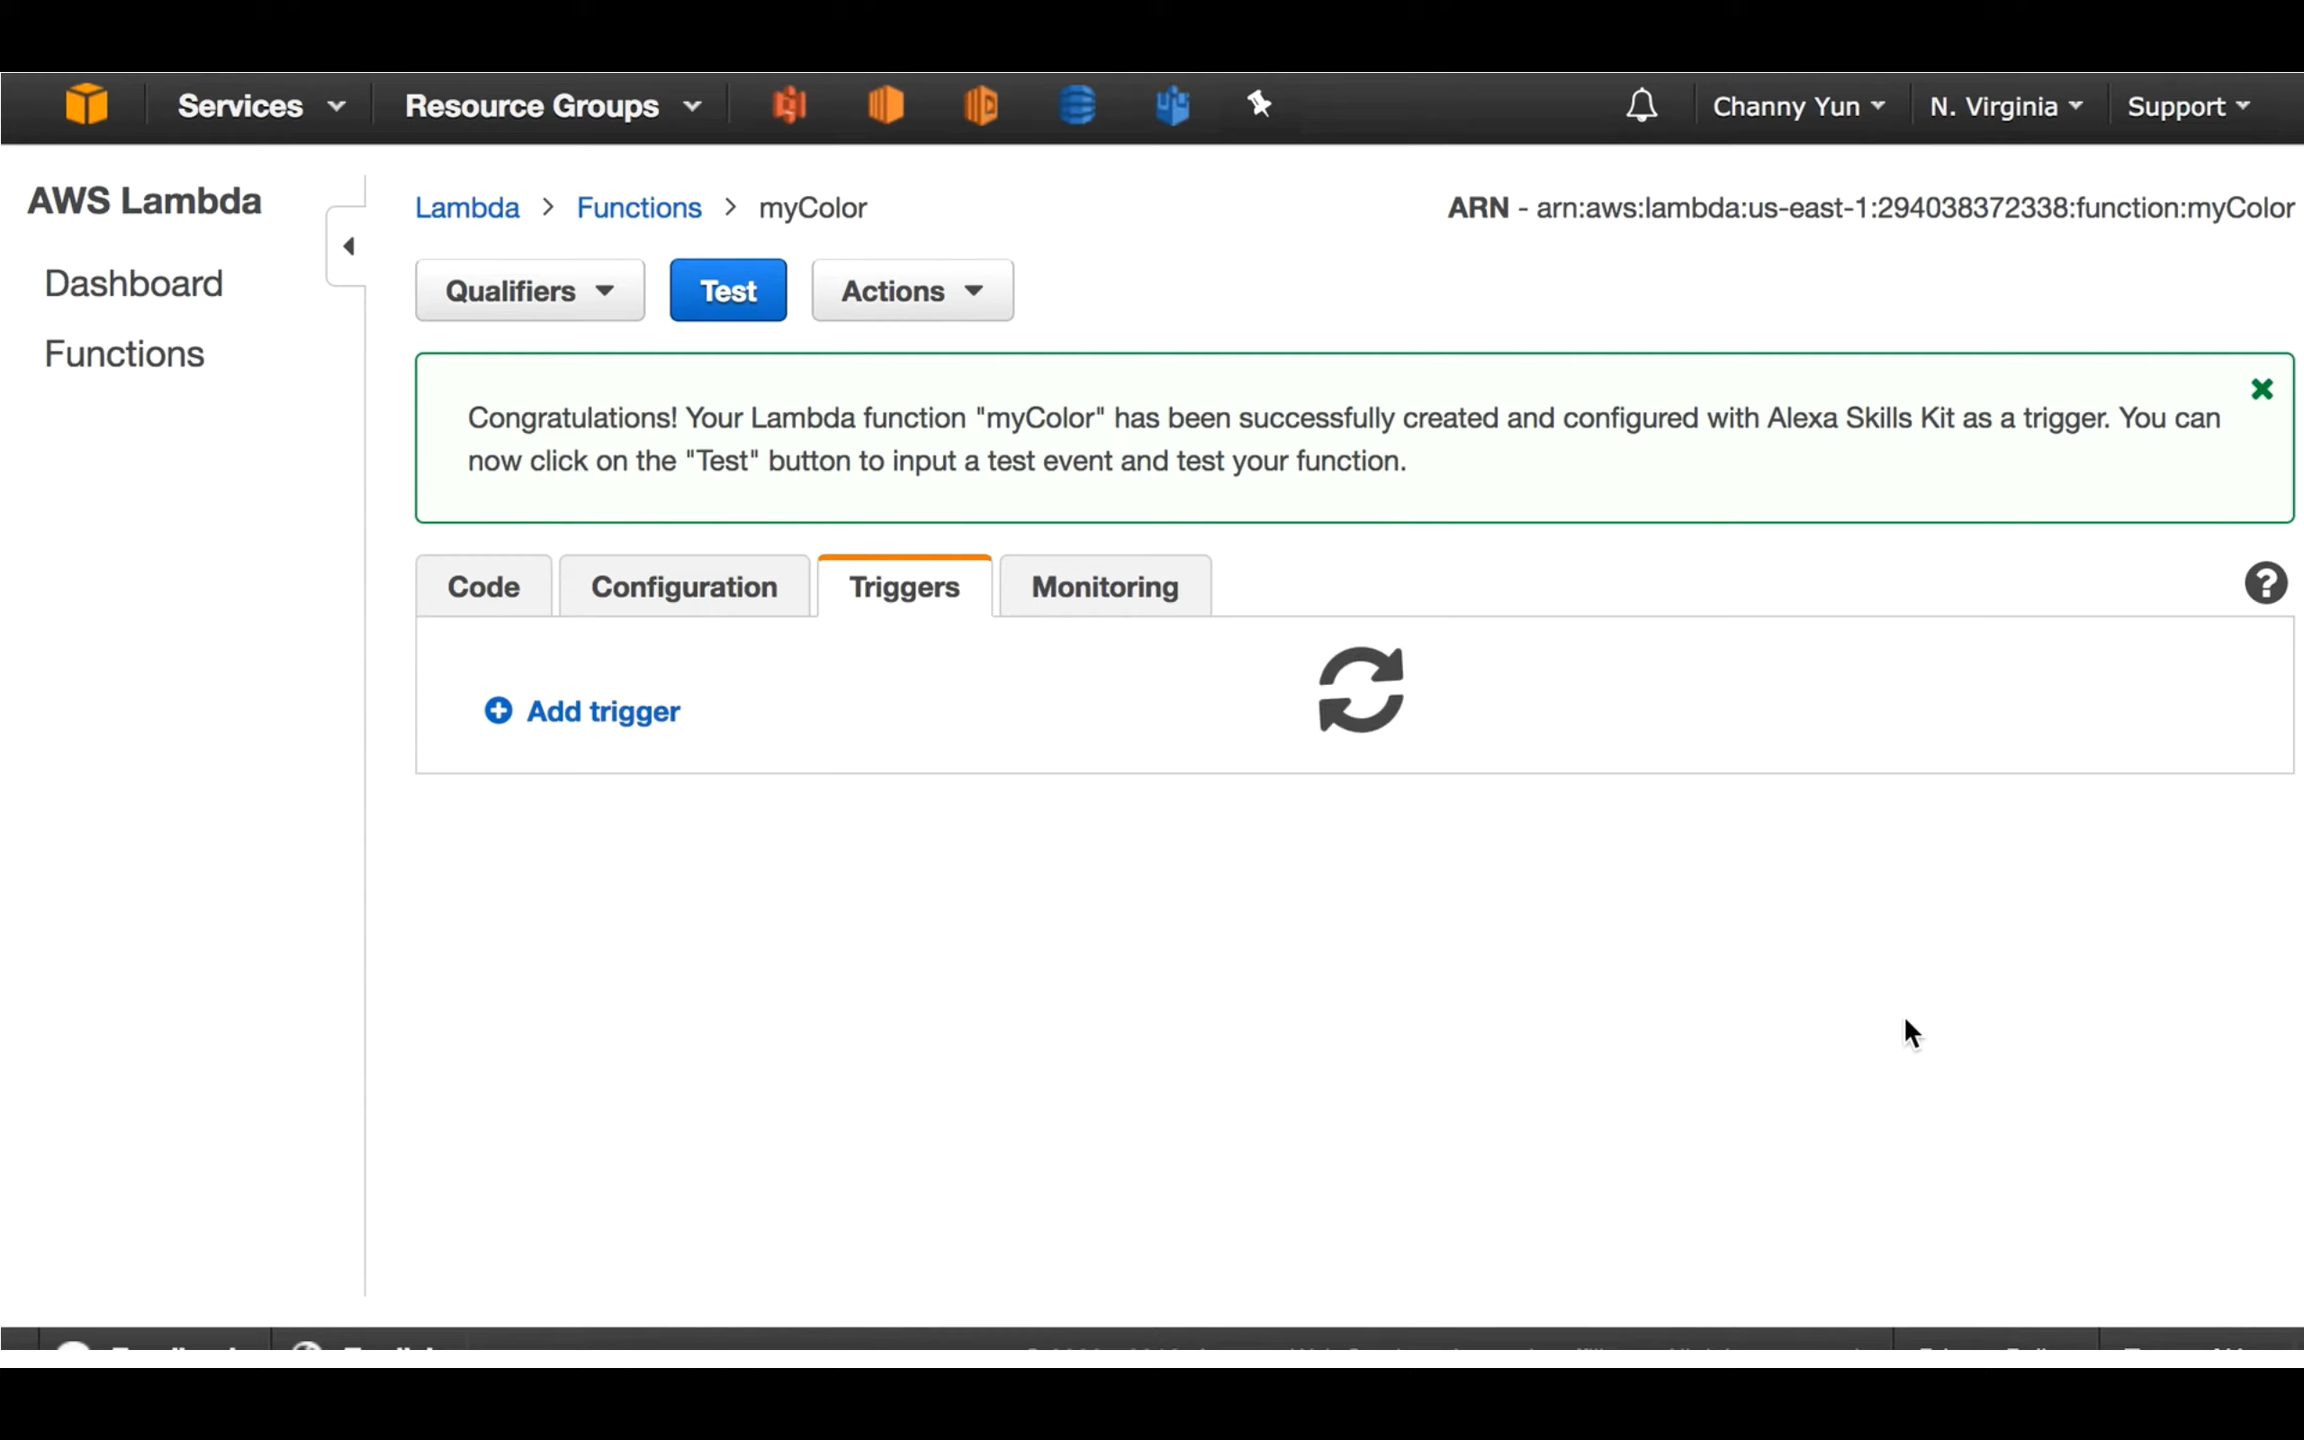 Services
Resource Groups
Channy Yun
N. Virginia
Support
AWS Lambda
Dashboard
Functions
Lambda > Functions > myColor
ARN - arn:aws:lambda:us-east-1:294038372338:function:myColor
Qualifiers
Test
Actions
Congratulations! Your Lambda function "myColor" has been successfully created and configured with Alexa Skills Kit as a trigger. You can
now click on the "Test" button to input a test event and test your function.
Code
Configuration
Triggers
Monitoring
Add trigger